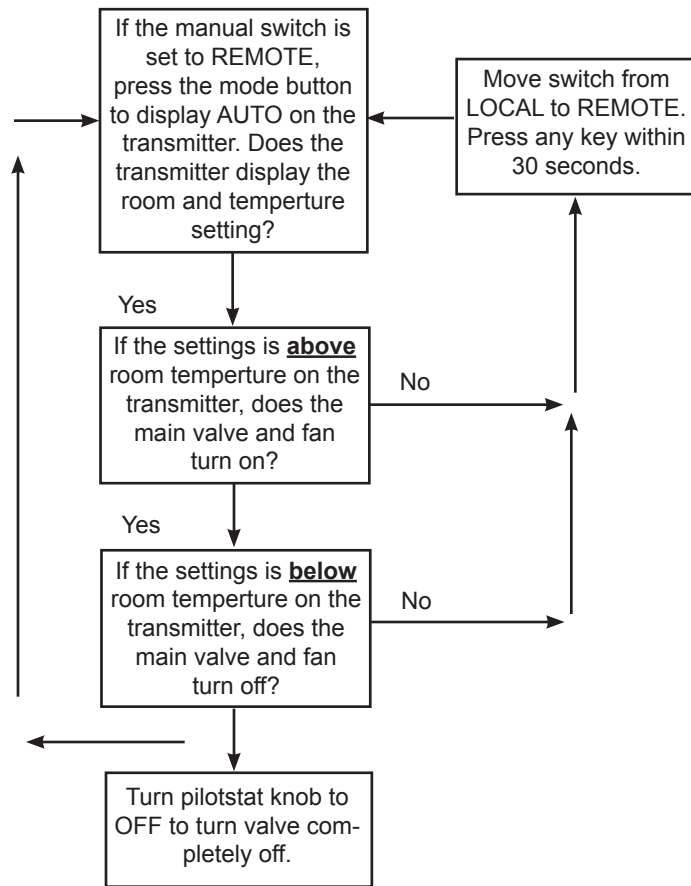 If the manual switch is
set to REMOTE,
press the mode button
to display AUTO on the
transmitter. Does the
transmitter display the
room and temperture
setting?
Move switch from
LOCAL to REMOTE.
Press any key within
30 seconds.
Yes
If the settings is above
room temperture on the
transmitter, does the
main valve and fan
turn on?
No
Yes
If the settings is below
room temperture on the
transmitter, does the
main valve and fan
turn off?
No
Turn pilotstat knob to
OFF to turn valve com-
pletely off.